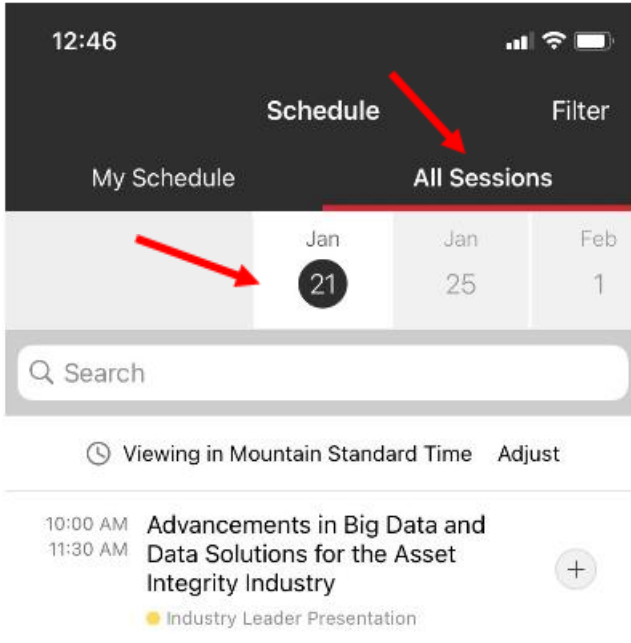 12:46
Schedule Filter
My Schedule All Sessions
Jan Jan Feb
21 25 1
Search
Viewing in Mountain Standard Time Adjust
10:00 AM Advancements in Big Data and
11:30 AM Data Solutions for the Asset
Integrity Industry
+
Industry Leader Presentation